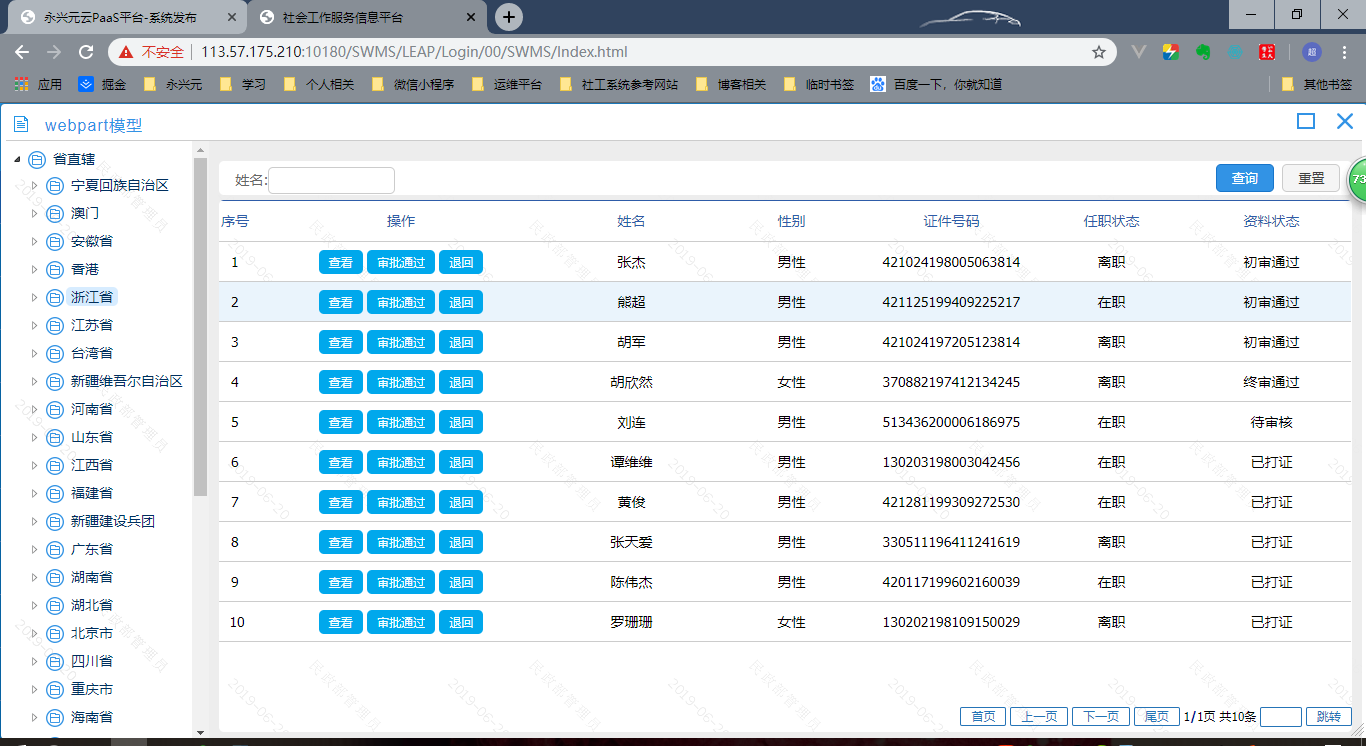 永兴元云PaaS平台-系统发布
社会工作服务信息平台
不安全 113.57.175.210:10180/SWMS/LEAP/Login/00/SWMS/Index.html
超
应用 掘金 永兴元 学习 个人相关 微信小程序 运维平台 社工系统参考网站 博客相关 临时书签 百度一下，你就知道 其他书签
webpart模型
省直辖
宁夏回族自治区
澳门
安徽省
香港
浙江省
江苏省
台湾省
新疆维吾尔自治区
河南省
山东省
江西省
福建省
新疆建设兵团
广东省
湖南省
湖北省
北京市
四川省
重庆市
海南省
姓名: 查询 重置
73
序号 操作 姓名 性别 证件号码 任职状态 资料状态
1 查看 审批通过 退回 张杰 男性 421024198005063814 离职 初审通过
2 查看 审批通过 退回 熊超 男性 421125199409225217 在职 初审通过
3 查看 审批通过 退回 胡军 男性 421024197205123814 离职 初审通过
4 查看 审批通过 退回 胡欣然 女性 370882197412134245 离职 终审通过
5 查看 审批通过 退回 刘连 男性 513436200006186975 在职 待审核
6 查看 审批通过 退回 谭维维 男性 130203198003042456 在职 已打证
7 查看 审批通过 退回 黄俊 男性 421281199309272530 在职 已打证
8 查看 审批通过 退回 张天爱 男性 330511196411241619 离职 已打证
9 查看 审批通过 退回 陈伟杰 男性 420117199602160039 在职 已打证
10 查看 审批通过 退回 罗珊珊 女性 130202198109150029 离职 已打证
首页 上一页 下一页 尾页 1/1页 共10条 跳转
民政部管理员
2019-06-20